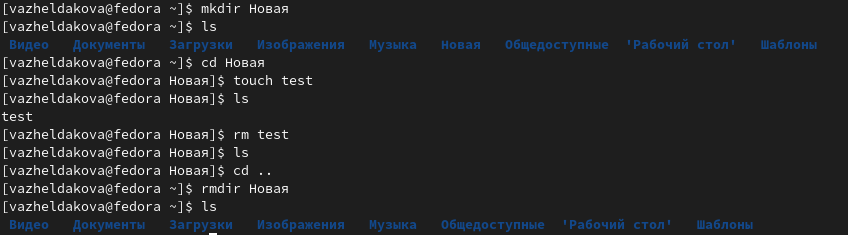 [vazheldakova@fedora ~]$ mkdir Новая
[vazheldakova@fedora ~]$ ls
Видео   Документы   Загрузки   Изображения   Музыка   Новая   Общедоступные  'Рабочий стол'   Шаблоны
[vazheldakova@fedora ~]$ cd Новая
[vazheldakova@fedora Новая]$ touch test
[vazheldakova@fedora Новая]$ ls
test
[vazheldakova@fedora Новая]$ rm test
[vazheldakova@fedora Новая]$ ls
[vazheldakova@fedora Новая]$ cd ..
[vazheldakova@fedora ~]$ rmdir Новая
[vazheldakova@fedora ~]$ ls
Видео   Документы   Загрузки   Изображения   Музыка   Общедоступные  'Рабочий стол'   Шаблоны